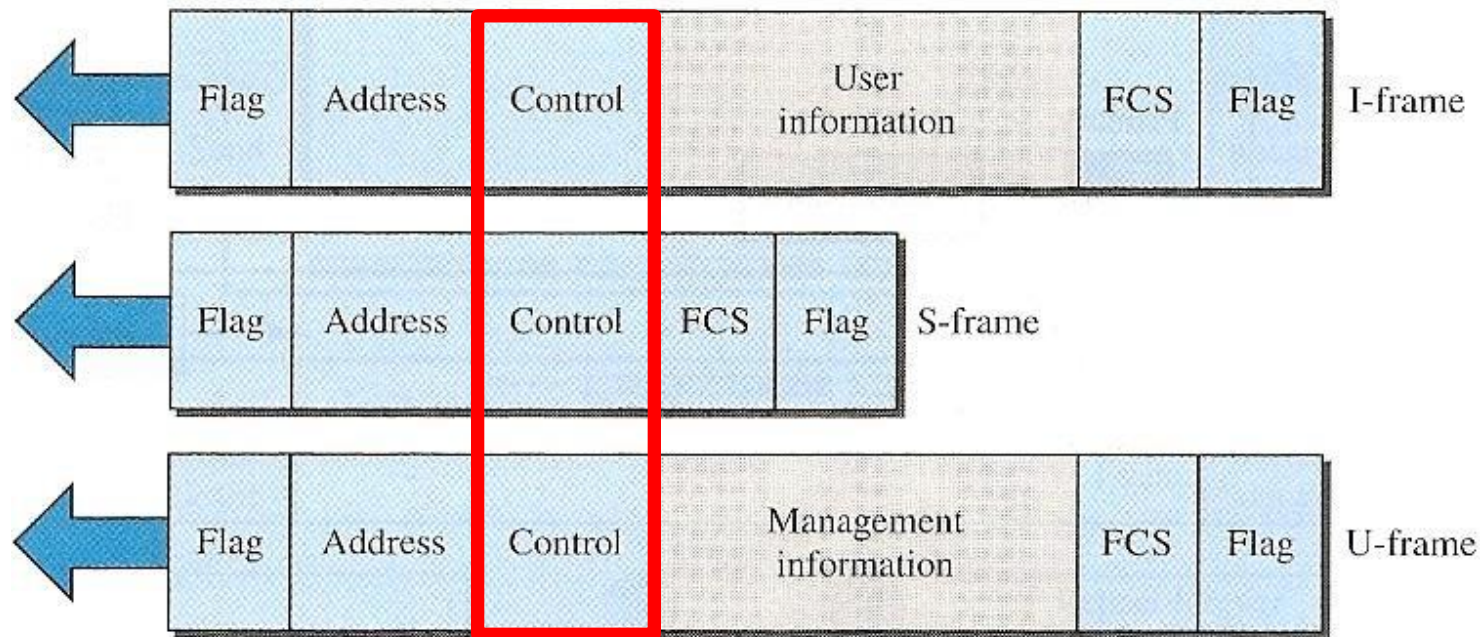 Flag Address Control User information FCS Flag I-frame
Flag Address Control FCS Flag S-frame
Flag Address Control Management information FCS Flag U-frame